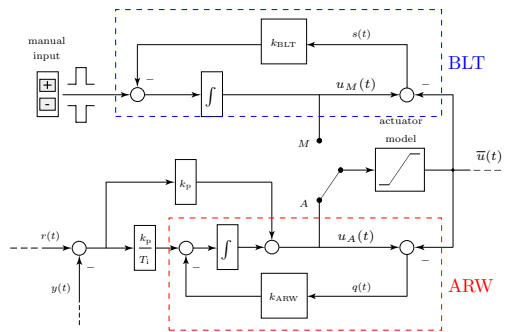 manual
input
+
-
k_BLT
s(t)
BLT
−
−
∫
u_M(t)
actuator
model
M
ū(t)
k_p
A
r(t)
k_p
T_i
−
−
∫
u_A(t)
−
y(t)
k_ARW
q(t)
ARW